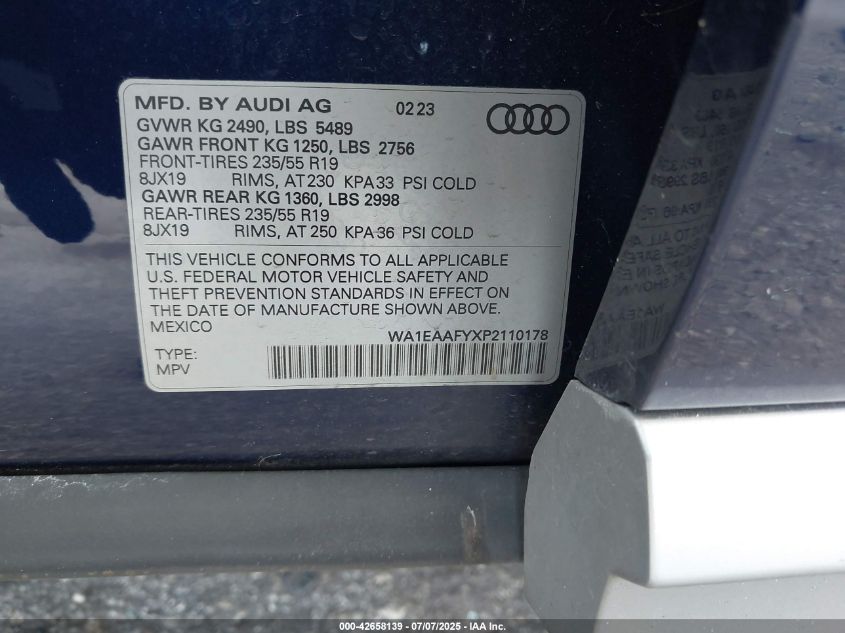 MFD. BY AUDI AG 02 23
GVWR KG 2490, LBS 5489
GAWR FRONT KG 1250, LBS 2756
FRONT-TIRES 235/55 R19
8JX19 RIMS, AT 230 KPA 33 PSI COLD
GAWR REAR KG 1360, LBS 2998
REAR-TIRES 235/55 R19
8JX19 RIMS, AT 250 KPA 36 PSI COLD
THIS VEHICLE CONFORMS TO ALL APPLICABLE
U.S. FEDERAL MOTOR VEHICLE SAFETY AND
THEFT PREVENTION STANDARDS IN EFFECT ON
THE DATE OF MANUFACTURE SHOWN ABOVE.
MEXICO
WA1EAAFYXP2110178
TYPE:
MPV
000-42658139 - 07/07/2025 - IAA Inc.